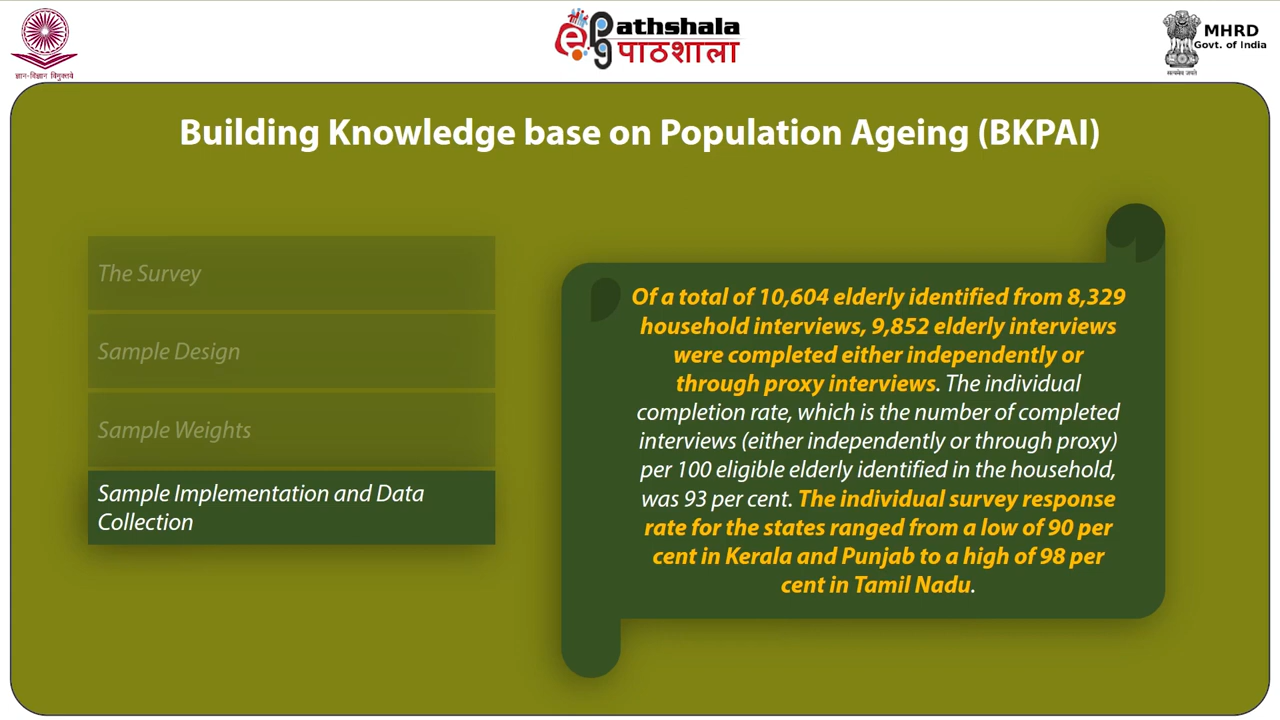 ज्ञान-विज्ञान विमुक्तये
ePathshala
पाठशाला
MHRD
Govt. of India
सत्यमेव जयते
Building Knowledge base on Population Ageing (BKPAI)
The Survey
Sample Design
Sample Weights
Sample Implementation and Data
Collection
Of a total of 10,604 elderly identified from 8,329
household interviews, 9,852 elderly interviews
were completed either independently or
through proxy interviews. The individual
completion rate, which is the number of completed
interviews (either independently or through proxy)
per 100 eligible elderly identified in the household,
was 93 per cent. The individual survey response
rate for the states ranged from a low of 90 per
cent in Kerala and Punjab to a high of 98 per
cent in Tamil Nadu.